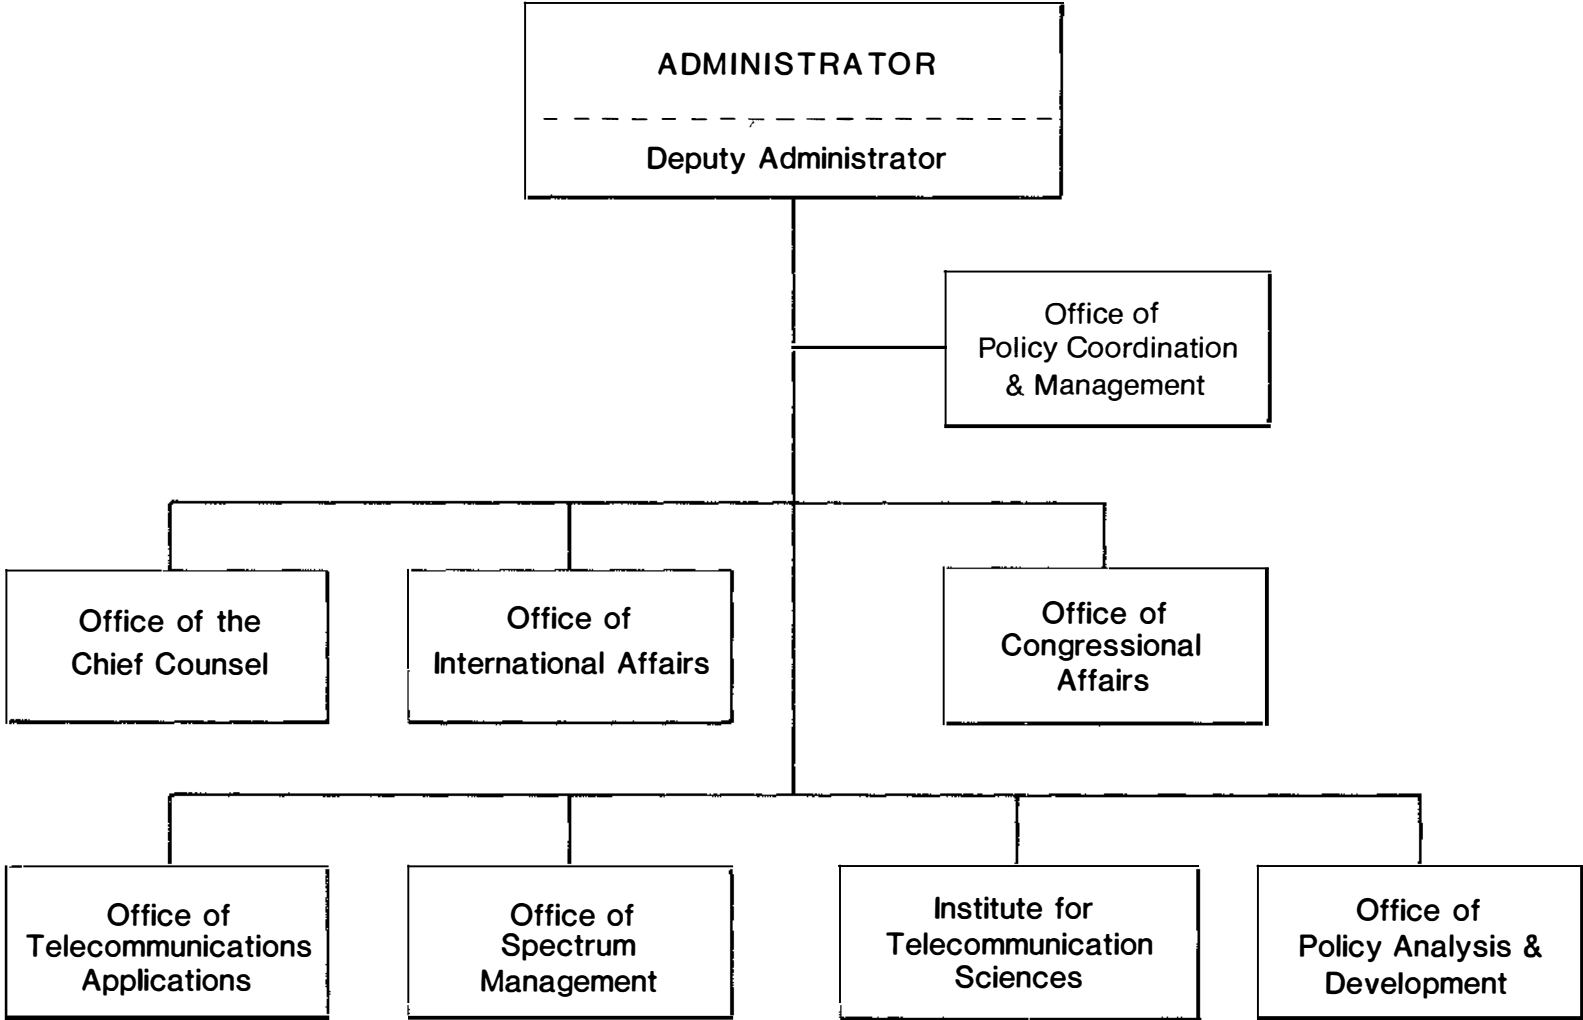 ADMINISTRATOR
Deputy Administrator
Office of
Policy Coordination
& Management
Office of the
Chief Counsel
Office of
International Affairs
Office of
Congressional
Affairs
Office of
Telecommunications
Applications
Office of
Spectrum
Management
Institute for
Telecommunication
Sciences
Office of
Policy Analysis &
Development